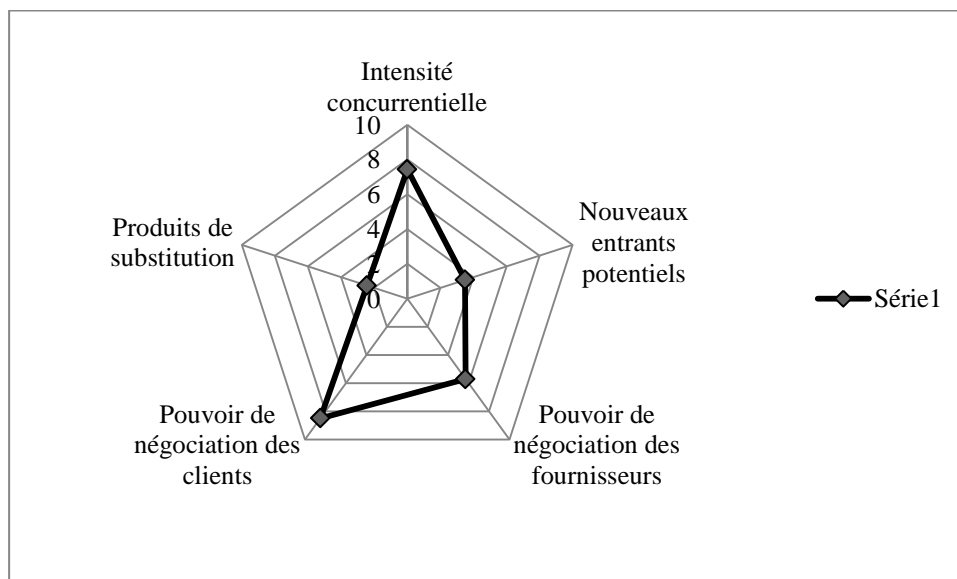 Intensité
concurrentielle
10
8
6
4
2
0
Nouveaux
entrants
potentiels
Pouvoir de
négociation des
fournisseurs
Pouvoir de
négociation des
clients
Produits de
substitution
Série1